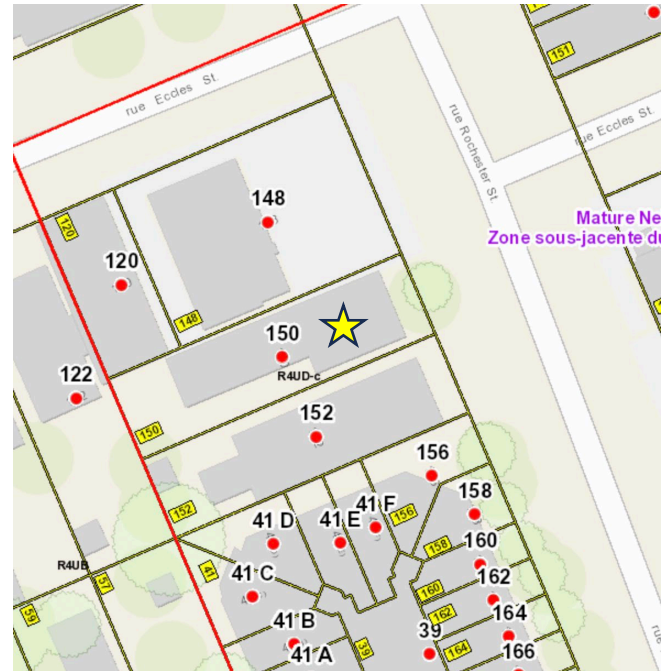 rue Eccles St.
151
rue Rochester St.
rue Eccles St.
148
Mature Ne
Zone sous-jacente du
120
120
148
150
R4UD-c
122
152
150
156
152
41 D
41 E
41 F
156
158
158
160
R4UB
57
41
41 C
160
162
59
41 B
162
164
39
41 A
39
164
166
rue